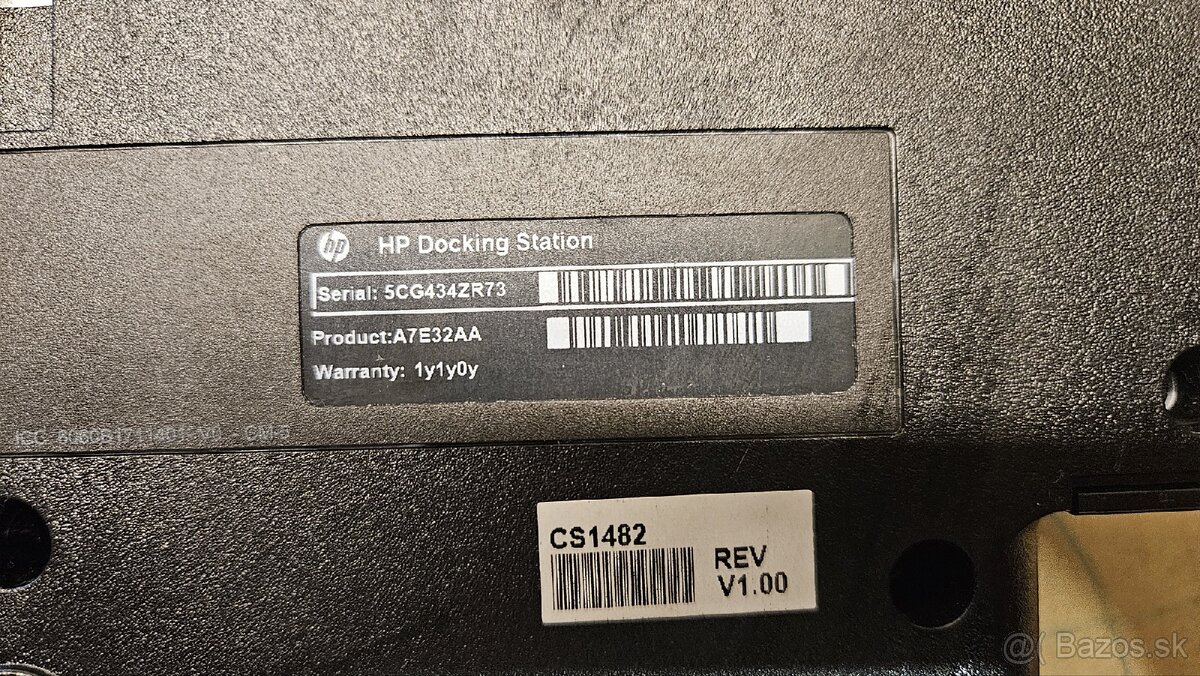 hp HP Docking Station
Serial: 5CG434ZR73
Product:A7E32AA
Warranty: 1y1y0y
CS1482
REV
V1.00
@( Bazos.sk